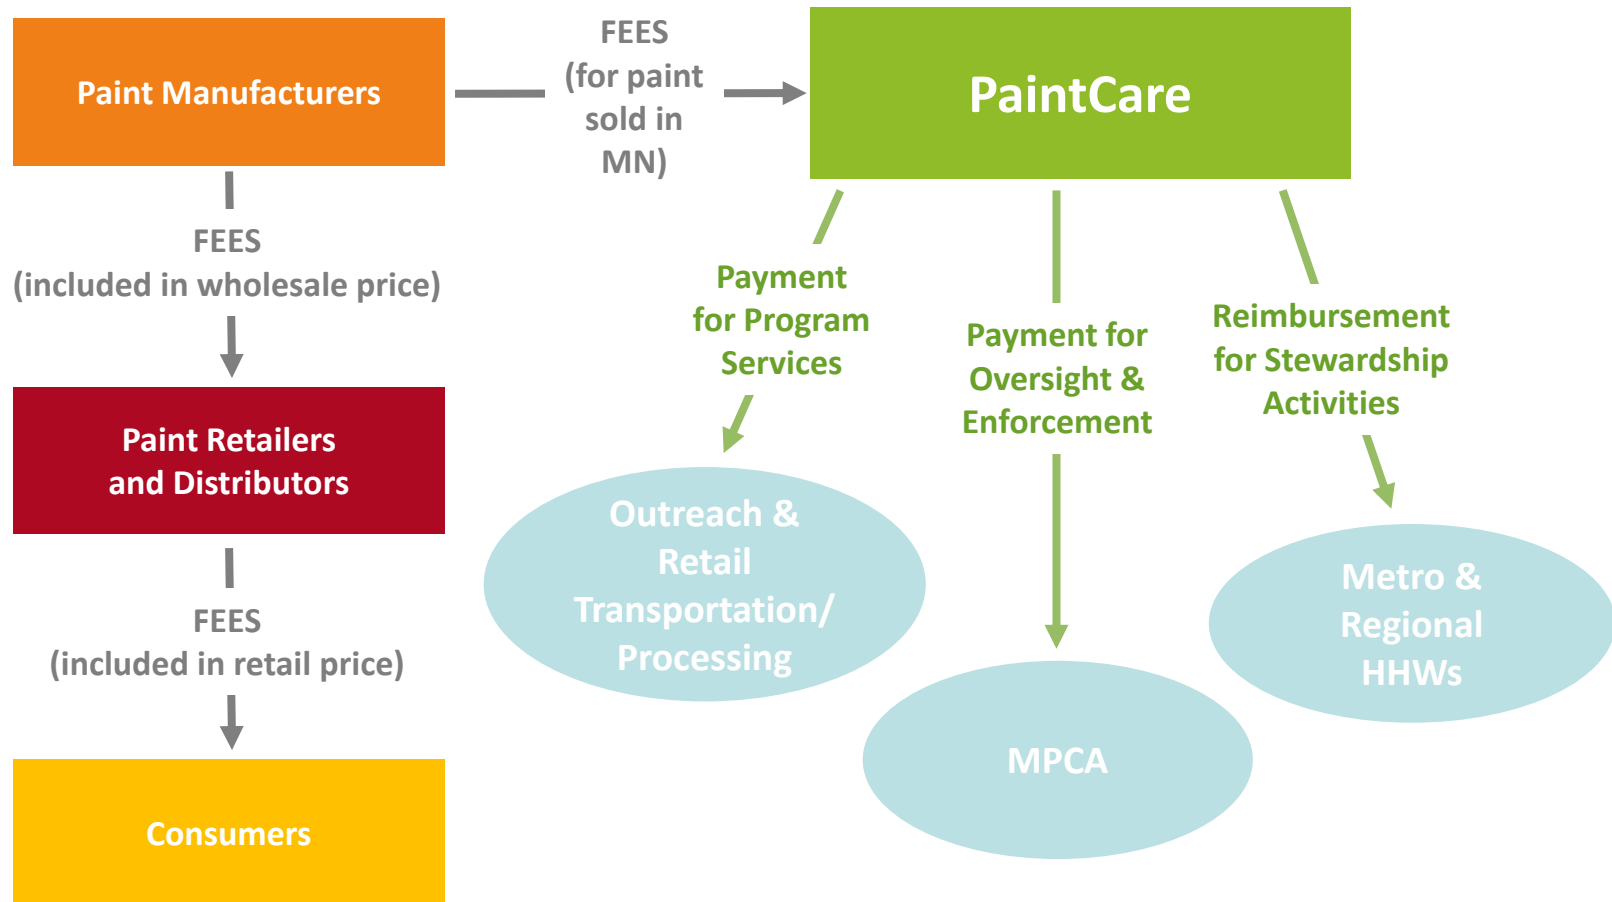 Paint Manufacturers
FEES
(for paint
sold in
MN)
PaintCare
FEES
(included in wholesale price)
Paint Retailers
and Distributors
FEES
(included in retail price)
Consumers
Payment
for Program
Services
Payment for
Oversight &
Enforcement
Reimbursement
for Stewardship
Activities
Outreach &
Retail
Transportation/
Processing
MPCA
Metro &
Regional
HHWs